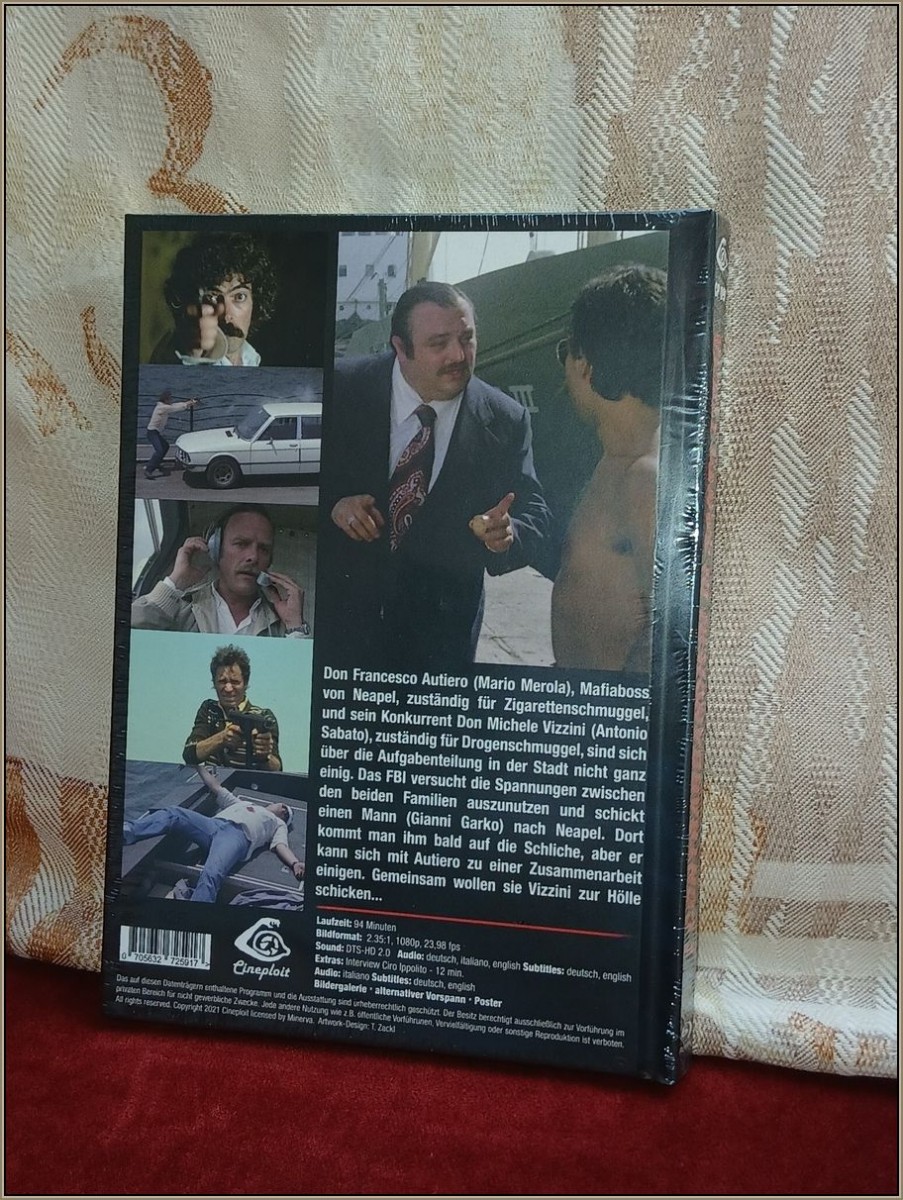 III
Don Francesco Autiero (Mario Merola), Mafiaboss
von Neapel, zuständig für Zigarettenschmuggel,
und sein Konkurrent Don Michele Vizzini (Antonio
Sabato), zuständig für Drogenschmuggel, sind sich
über die Aufgabenteilung in der Stadt nicht ganz
einig. Das FBI versucht die Spannungen zwischen
den beiden Familien auszunutzen und schickt
einen Mann (Gianni Garko) nach Neapel. Dort
kommt man ihm bald auf die Schliche, aber er
kann sich mit Autiero zu einer Zusammenarbeit
einigen. Gemeinsam wollen sie Vizzini zur Hölle
schicken...
Laufzeit: 94 Minuten
Bildformat: 2.35:1, 1080p, 23,98 fps
Sound: DTS-HD 2.0 Audio: deutsch, italiano, english Subtitles: deutsch, english
Extras: Interview Ciro Ippolito - 12 min.
Audio: italiano Subtitles: deutsch, english
Bildergalerie • alternativer Vorspann • Poster
0 705632 725917
Cineploit
Das auf diesen Datenträgern enthaltene Programm und die Ausstattung sind urheberrechtlich geschützt. Der Besitz berechtigt ausschließlich zur Vorführung im
privaten Bereich für nicht gewerbliche Zwecke. Jede andere Nutzung wie z.B. öffentliche Vorführunen, Vervielfältigung oder sonstige Reproduktion ist verboten.
All rights reserved. Copyright 2021 Cineploit licensed by Minerva. Artwork-Design: T. Zackl